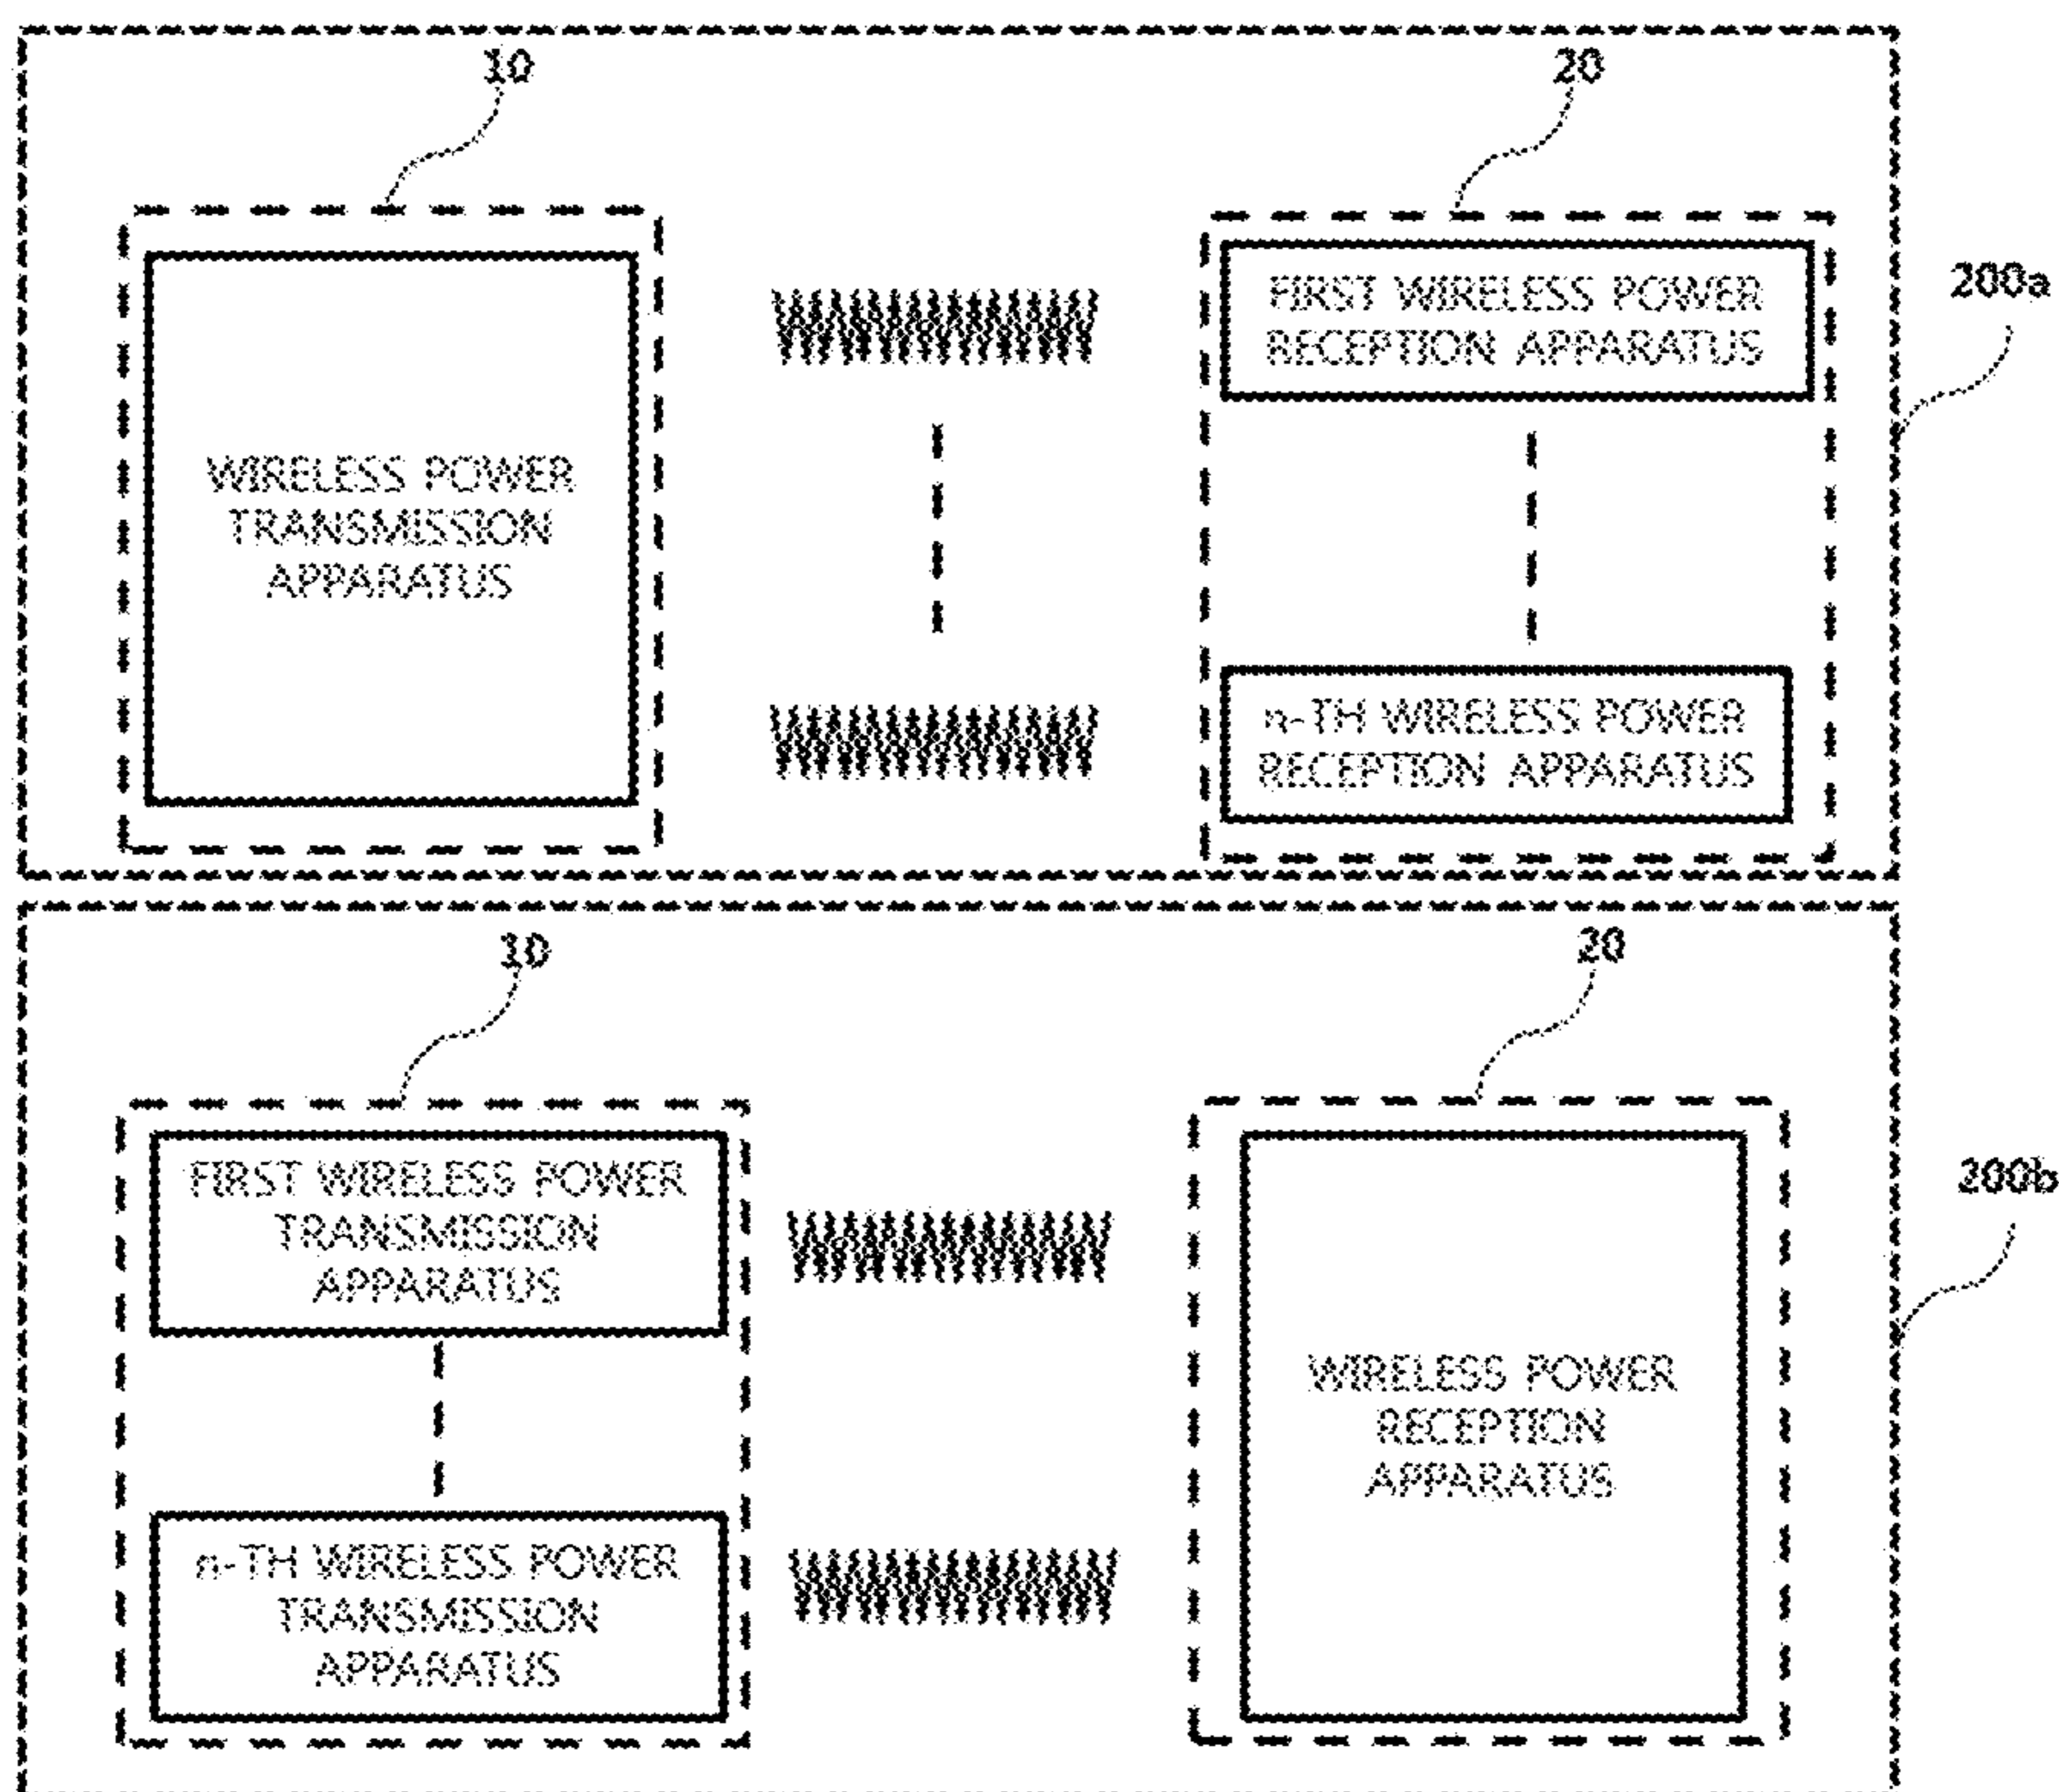 10
20
200a
WIRELESS POWER
TRANSMISSION
APPARATUS
FIRST WIRELESS POWER
RECEPTION APPARATUS
n-TH WIRELESS POWER
RECEPTION APPARATUS
10
20
200b
FIRST WIRELESS POWER
TRANSMISSION
APPARATUS
n-TH WIRELESS POWER
TRANSMISSION
APPARATUS
WIRELESS POWER
RECEPTION
APPARATUS